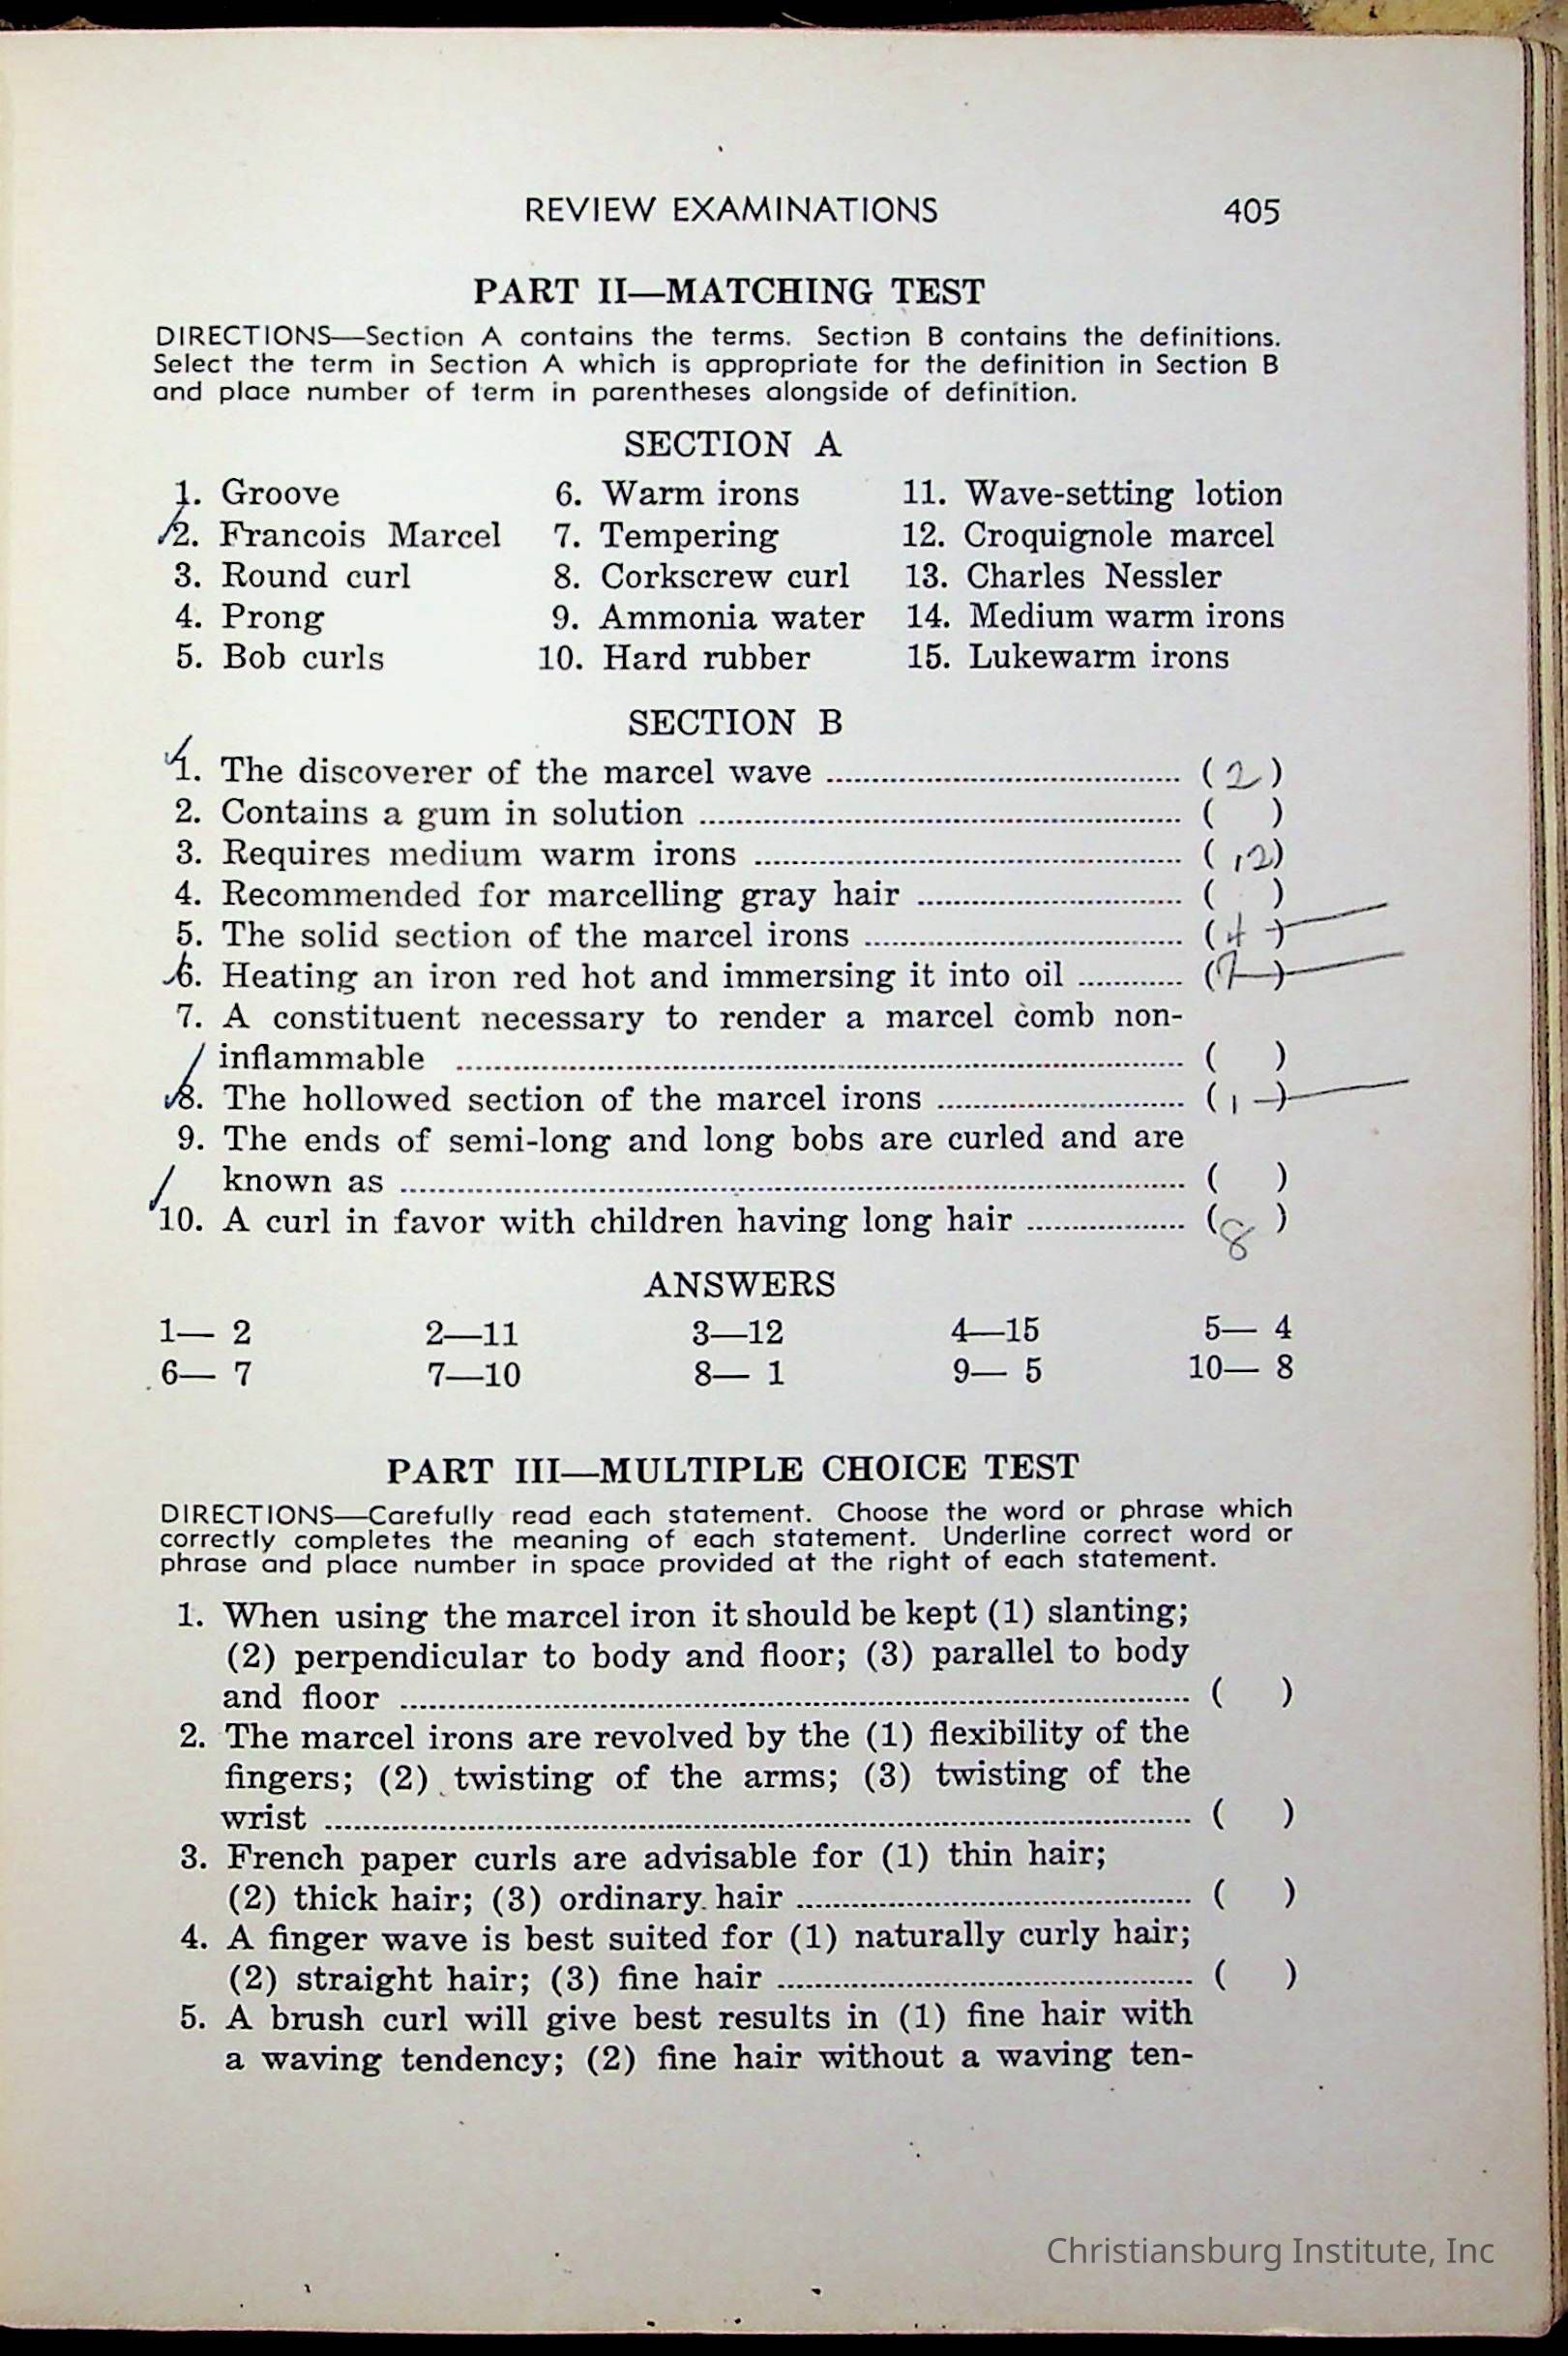 REVIEW EXAMINATIONS 405
PART II—MATCHING TEST
DIRECTIONS—Section A contains the terms. Section B contains the definitions.
Select the term in Section A which is appropriate for the definition in Section B
and place number of term in parentheses alongside of definition.
SECTION A
1. Groove 6. Warm irons 11. Wave-setting lotion
2. Francois Marcel 7. Tempering 12. Croquignole marcel
3. Round curl 8. Corkscrew curl 13. Charles Nessler
4. Prong 9. Ammonia water 14. Medium warm irons
5. Bob curls 10. Hard rubber 15. Lukewarm irons
SECTION B
1. The discoverer of the marcel wave ........ (2)
2. Contains a gum in solution ........ ( )
3. Requires medium warm irons ........ (12)
4. Recommended for marcelling gray hair ........ ( )
5. The solid section of the marcel irons ........ (4)
6. Heating an iron red hot and immersing it into oil ........ (7)
7. A constituent necessary to render a marcel comb non-
inflammable ........ ( )
8. The hollowed section of the marcel irons ........ (1)
9. The ends of semi-long and long bobs are curled and are
known as ........ ( )
10. A curl in favor with children having long hair ........ (8)
ANSWERS
1— 2 2—11 3—12 4—15 5— 4
6— 7 7—10 8— 1 9— 5 10— 8
PART III—MULTIPLE CHOICE TEST
DIRECTIONS—Carefully read each statement. Choose the word or phrase which
correctly completes the meaning of each statement. Underline correct word or
phrase and place number in space provided at the right of each statement.
1. When using the marcel iron it should be kept (1) slanting;
(2) perpendicular to body and floor; (3) parallel to body
and floor ........ ( )
2. The marcel irons are revolved by the (1) flexibility of the
fingers; (2) twisting of the arms; (3) twisting of the
wrist ........ ( )
3. French paper curls are advisable for (1) thin hair;
(2) thick hair; (3) ordinary hair ........ ( )
4. A finger wave is best suited for (1) naturally curly hair;
(2) straight hair; (3) fine hair ........ ( )
5. A brush curl will give best results in (1) fine hair with
a waving tendency; (2) fine hair without a waving ten-
Christiansburg Institute, Inc